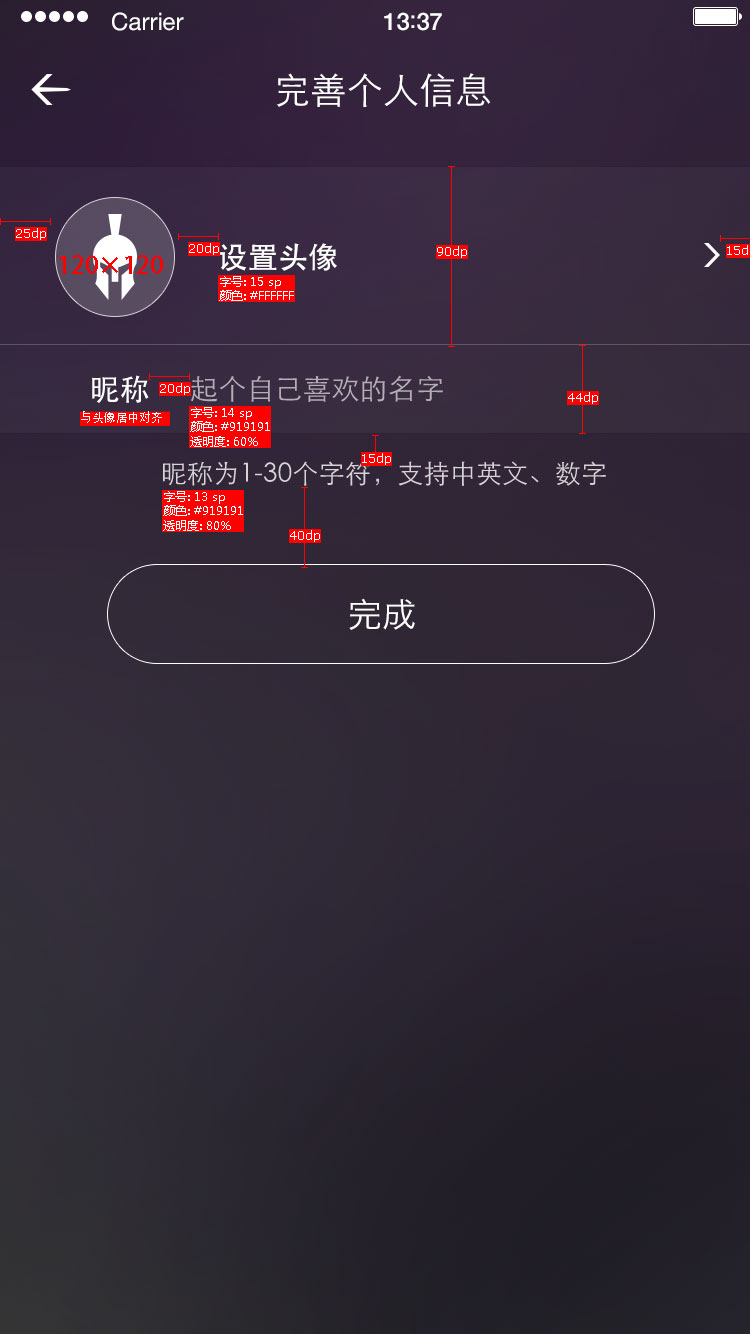 Carrier
13:37
完善个人信息
25dp
20dp
设置头像
90dp
15d
120×120
字号: 15 sp
颜色: #FFFFFF
昵称
20dp
起个自己喜欢的名字
44dp
与头像居中对齐
字号: 14 sp
颜色: #919191
透明度: 60%
15dp
昵称为1-30个字符，支持中英文、数字
字号: 13 sp
颜色: #919191
透明度: 80%
40dp
完成